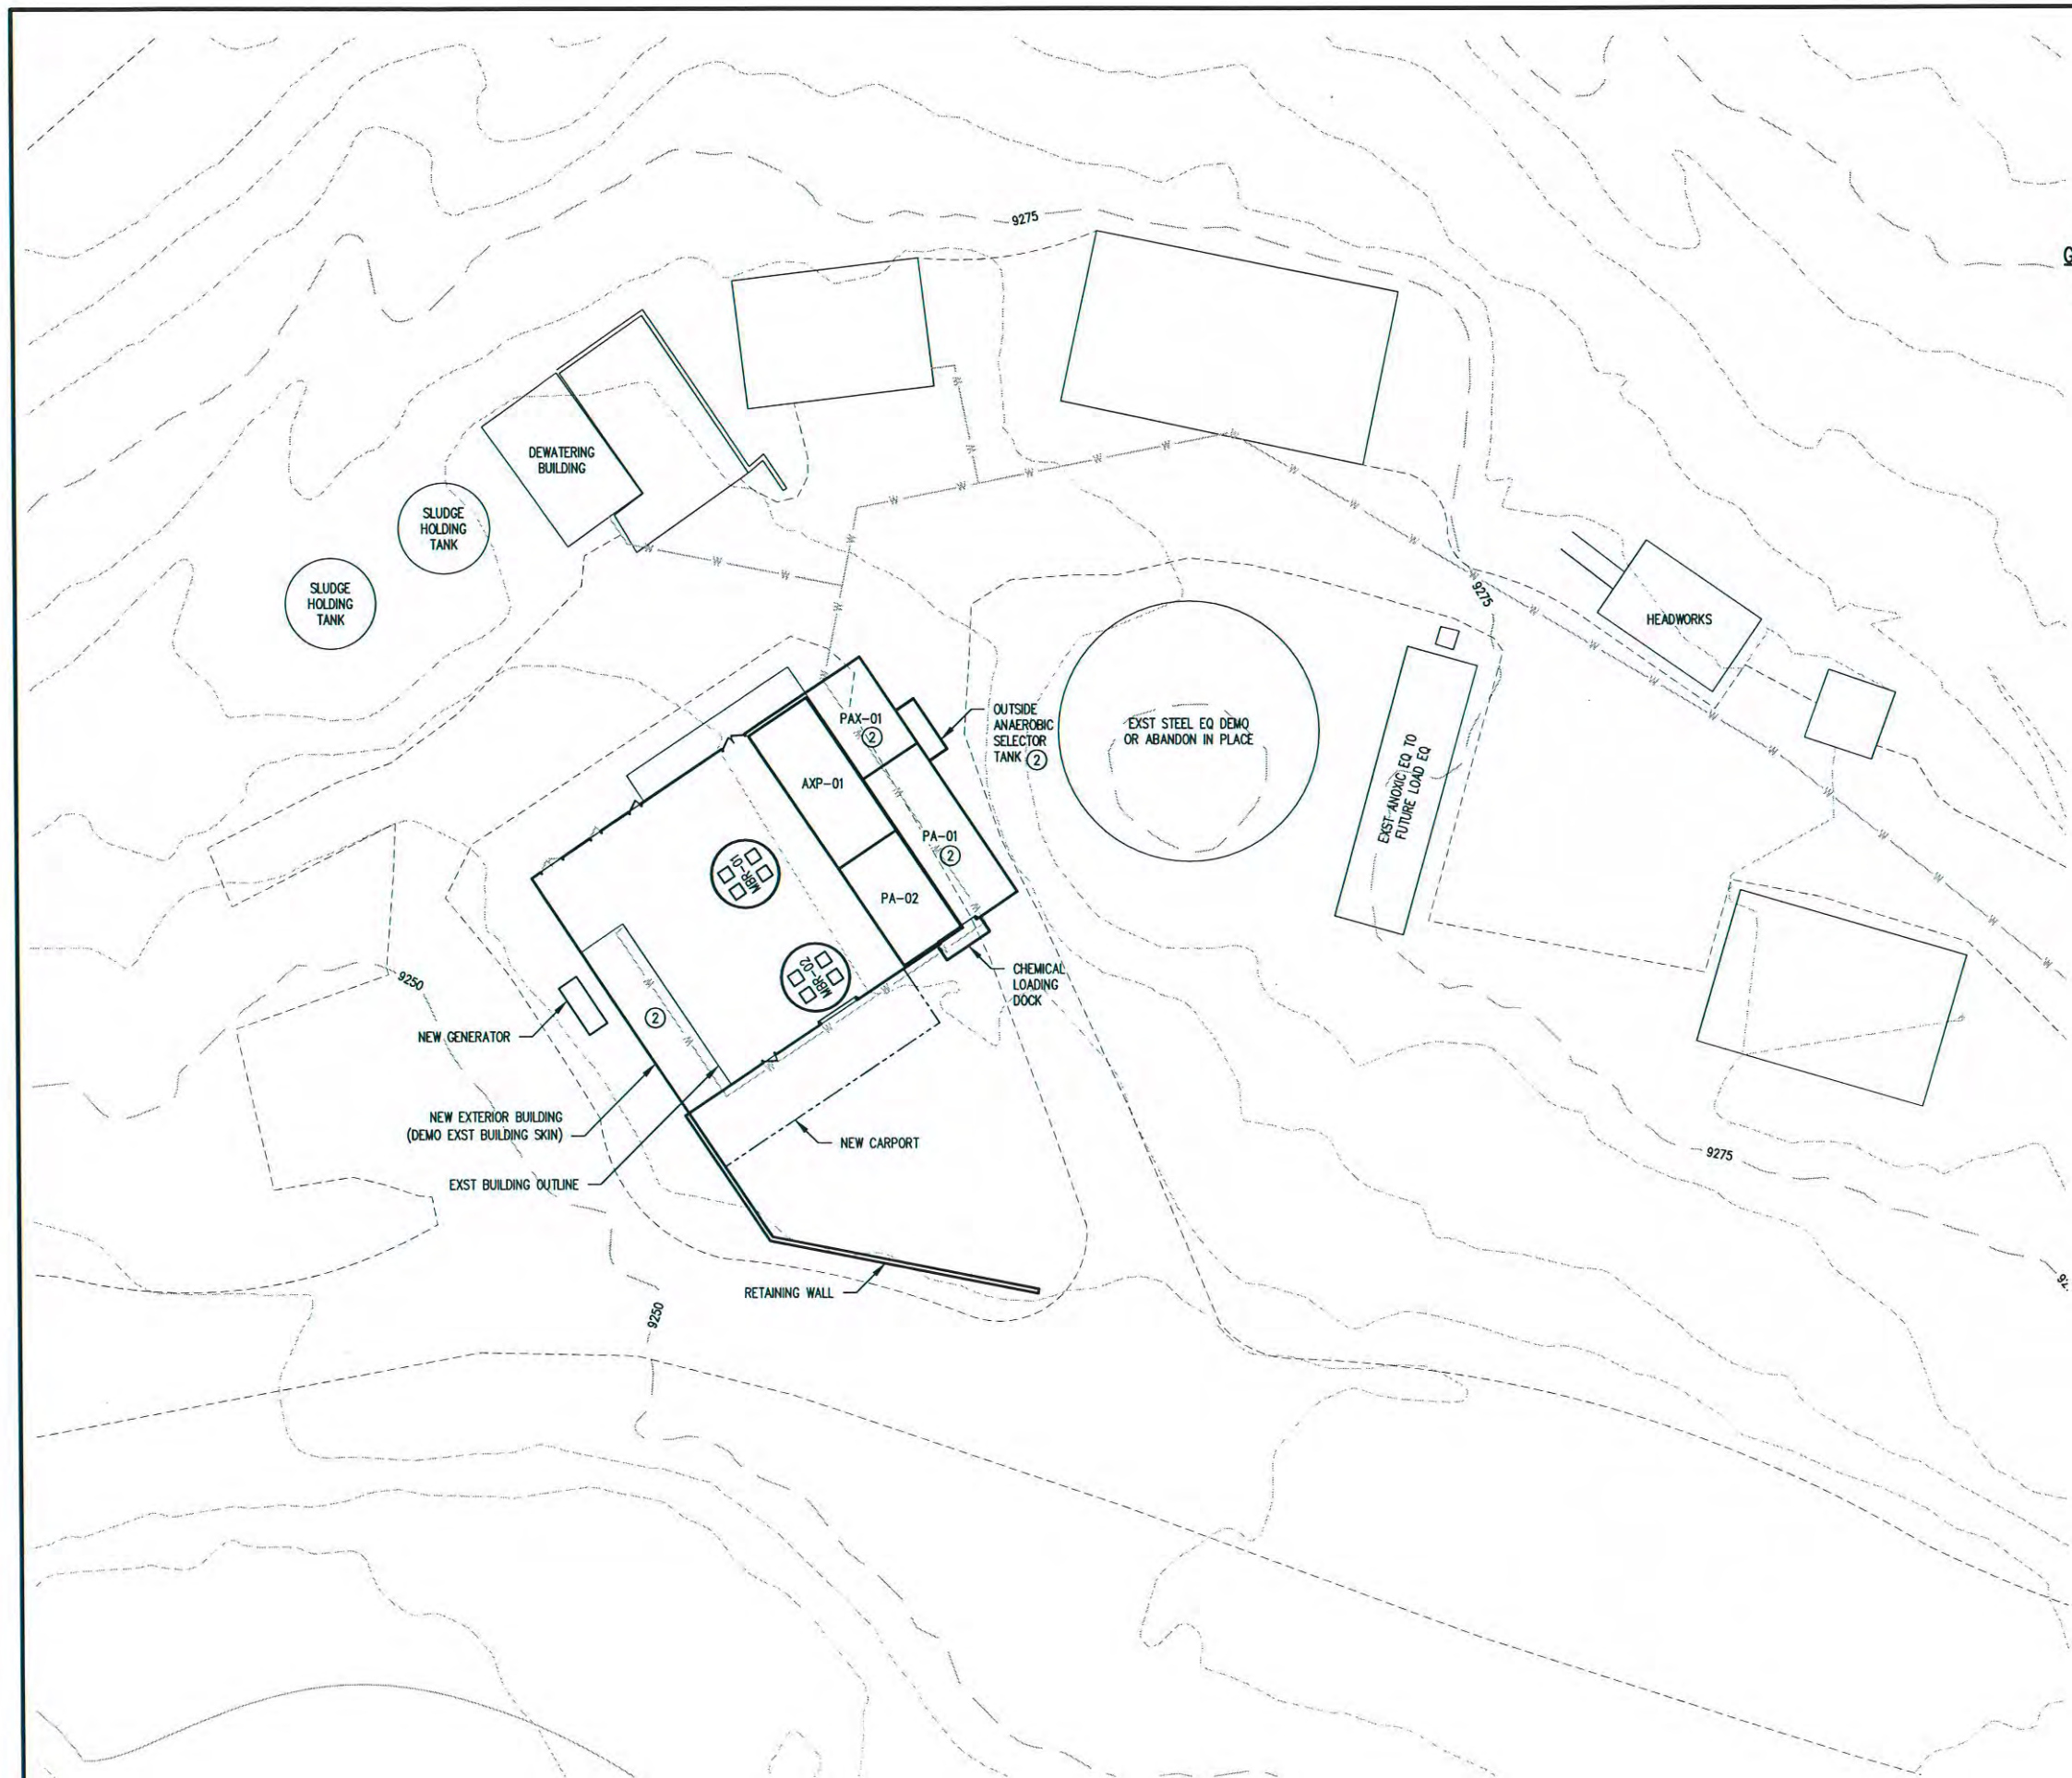 9275
G
DEWATERING
BUILDING
SLUDGE
HOLDING
TANK
SLUDGE
HOLDING
TANK
9275
HEADWORKS
PAX-01
②
OUTSIDE
ANAEROBIC
SELECTOR
TANK ②
EXST STEEL EQ DEMO
OR ABANDON IN PLACE
EXST ANOXIC EQ TO
FUTURE LOAD EQ
AXP-01
PA-01
②
MBR-01
PA-02
MBR-02
CHEMICAL
LOADING
DOCK
9250
②
NEW GENERATOR
NEW EXTERIOR BUILDING
(DEMO EXST BUILDING SKIN)
NEW CARPORT
9275
EXST BUILDING OUTLINE
RETAINING WALL
9250
W W W W W W W W W W W W W W W W W W W W W W W W W W W W W W W W W W W W